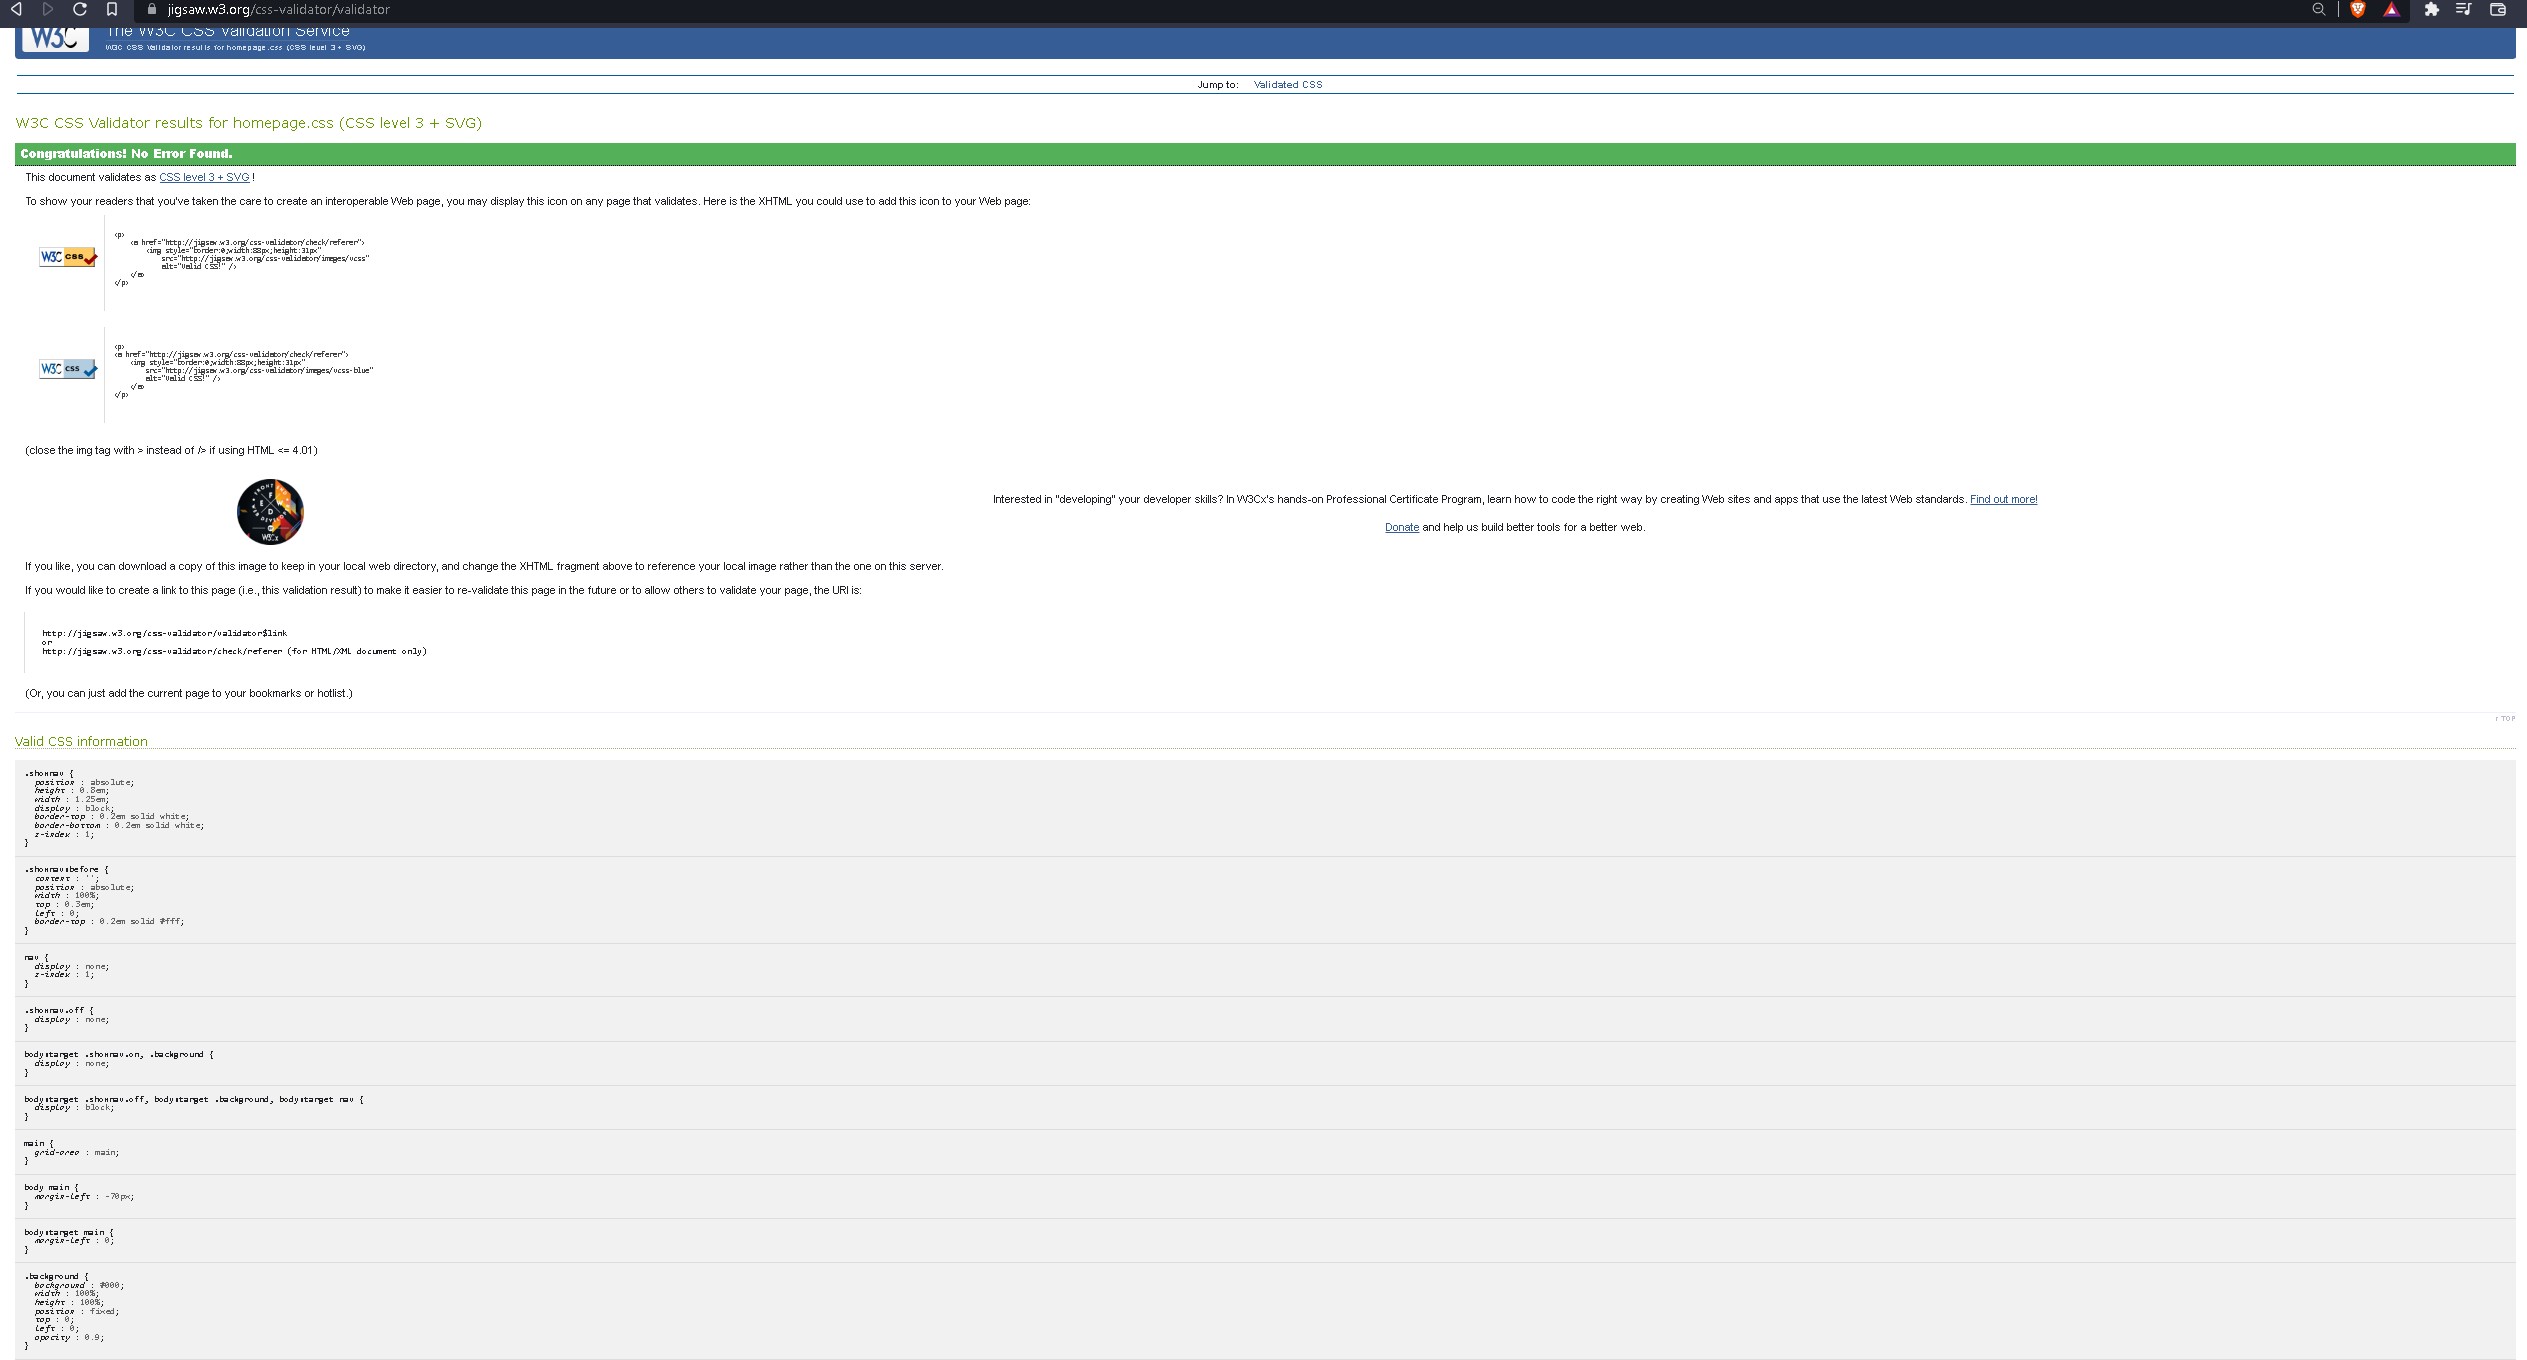 jigsaw.w3.org/css-validator/validator
W3C
The W3C CSS Validation Service
W3C CSS Validator results for homepage.css (CSS level 3 + SVG)
Jump to: Validated CSS
W3C CSS Validator results for homepage.css (CSS level 3 + SVG)
Congratulations! No Error Found.
This document validates as CSS level 3 + SVG !
To show your readers that you've taken the care to create an interoperable Web page, you may display this icon on any page that validates. Here is the XHTML you could use to add this icon to your Web page:
W3C css
<p>
<a href="http://jigsaw.w3.org/css-validator/check/referer">
<img style="border:0;width:88px;height:31px"
src="http://jigsaw.w3.org/css-validator/images/vcss"
alt="Valid CSS!" />
</a>
</p>
W3C css
<p>
<a href="http://jigsaw.w3.org/css-validator/check/referer">
<img style="border:0;width:88px;height:31px"
src="http://jigsaw.w3.org/css-validator/images/vcss-blue"
alt="Valid CSS!" />
</a>
</p>
(close the img tag with > instead of /> if using HTML <= 4.01)
W3Cx
Interested in "developing" your developer skills? In W3Cx's hands-on Professional Certificate Program, learn how to code the right way by creating Web sites and apps that use the latest Web standards. Find out more!
Donate and help us build better tools for a better web.
If you like, you can download a copy of this image to keep in your local web directory, and change the XHTML fragment above to reference your local image rather than the one on this server.
If you would like to create a link to this page (i.e., this validation result) to make it easier to re-validate this page in the future or to allow others to validate your page, the URI is:
http://jigsaw.w3.org/css-validator/validator$link
or
http://jigsaw.w3.org/css-validator/check/referer (for HTML/XML document only)
(Or, you can just add the current page to your bookmarks or hotlist.)
↑ TOP
Valid CSS information
.shownav {
position : absolute;
height : 0.8em;
width : 1.25em;
display : block;
border-top : 0.2em solid white;
border-bottom : 0.2em solid white;
z-index : 1;
}
.shownav:before {
content : '';
position : absolute;
width : 100%;
top : 0.3em;
left : 0;
border-top : 0.2em solid #fff;
}
nav {
display : none;
z-index : 1;
}
.shownav.off {
display : none;
}
body:target .shownav.on, .background {
display : none;
}
body:target .shownav.off, body:target .background, body:target nav {
display : block;
}
main {
grid-area : main;
}
body main {
margin-left : -70px;
}
body:target main {
margin-left : 0;
}
.background {
background : #000;
width : 100%;
height : 100%;
position : fixed;
top : 0;
left : 0;
opacity : 0.9;
}